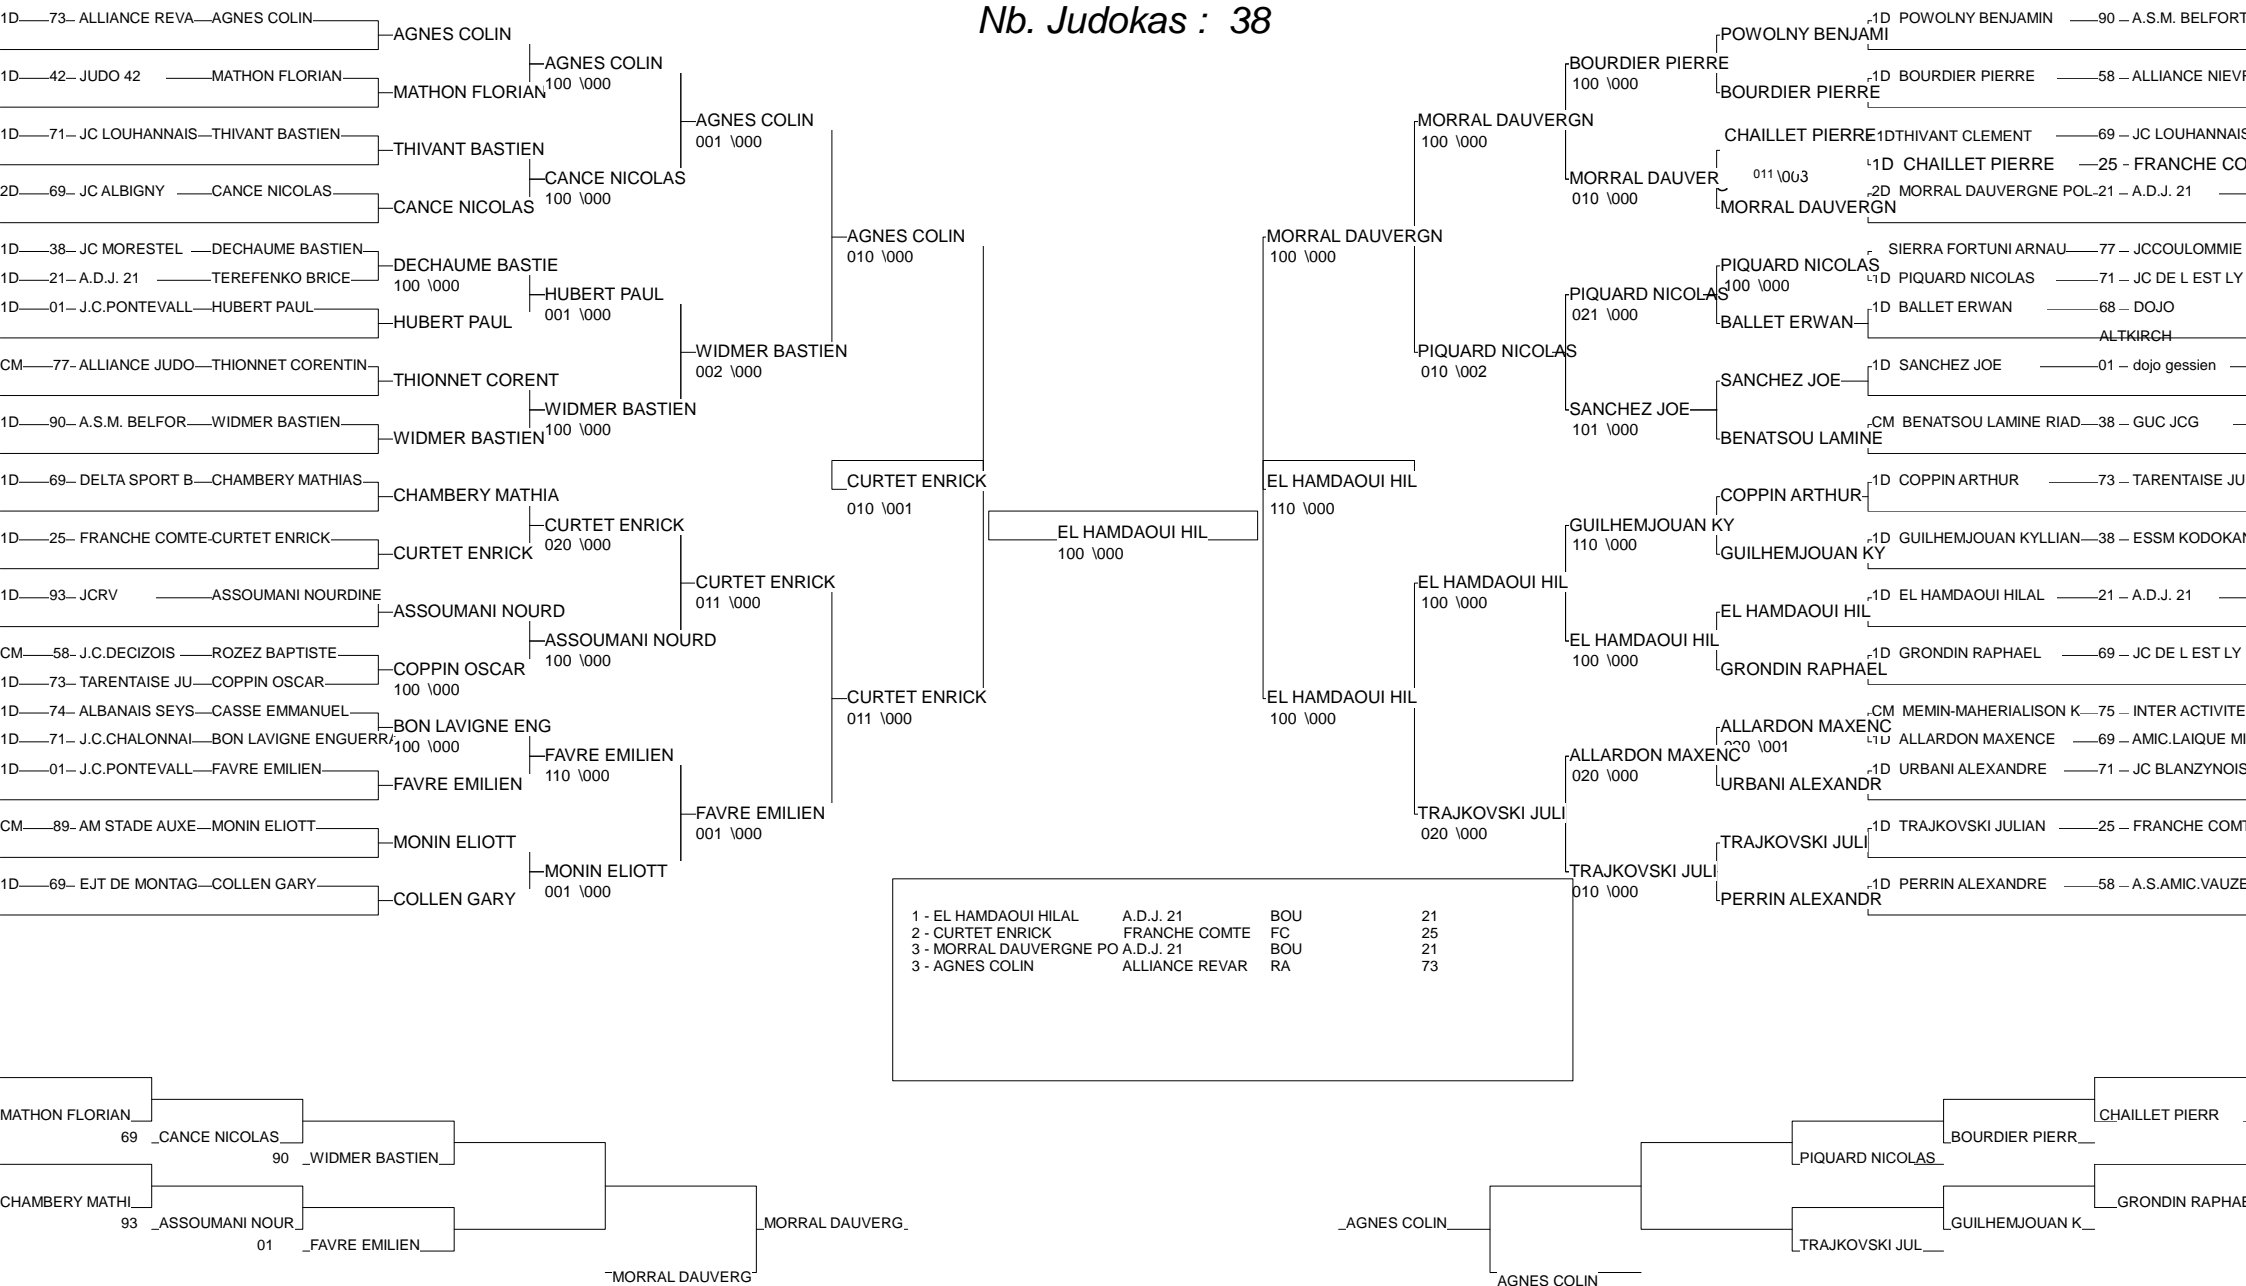 Nb. Judokas : 38
1D 73 ALLIANCE REVA AGNES COLIN
AGNES COLIN
AGNES COLIN
100 \000
1D 42 JUDO 42 MATHON FLORIAN
MATHON FLORIAN
AGNES COLIN
001 \000
1D 71 JC LOUHANNAIS THIVANT BASTIEN
THIVANT BASTIEN
CANCE NICOLAS
100 \000
2D 69 JC ALBIGNY CANCE NICOLAS
CANCE NICOLAS
AGNES COLIN
010 \000
1D 38 JC MORESTEL DECHAUME BASTIEN
DECHAUME BASTIE
100 \000
1D 21 A.D.J. 21 TEREFENKO BRICE
HUBERT PAUL
001 \000
1D 01 J.C.PONTEVALL HUBERT PAUL
HUBERT PAUL
WIDMER BASTIEN
002 \000
CM 77 ALLIANCE JUDO THIONNET CORENTIN
THIONNET CORENT
WIDMER BASTIEN
100 \000
1D 90 A.S.M. BELFOR WIDMER BASTIEN
WIDMER BASTIEN
CURTET ENRICK
010 \001
1D 69 DELTA SPORT B CHAMBERY MATHIAS
CHAMBERY MATHIA
CURTET ENRICK
020 \000
1D 25 FRANCHE COMTE CURTET ENRICK
CURTET ENRICK
CURTET ENRICK
011 \000
1D 93 JCRV ASSOUMANI NOURDINE
ASSOUMANI NOURD
ASSOUMANI NOURD
100 \000
CM 58 J.C.DECIZOIS ROZEZ BAPTISTE
COPPIN OSCAR
100 \000
1D 73 TARENTAISE JU COPPIN OSCAR
CURTET ENRICK
011 \000
1D 74 ALBANAIS SEYS CASSE EMMANUEL
BON LAVIGNE ENG
100 \000
1D 71 J.C.CHALONNAI BON LAVIGNE ENGUERRA
FAVRE EMILIEN
110 \000
1D 01 J.C.PONTEVALL FAVRE EMILIEN
FAVRE EMILIEN
FAVRE EMILIEN
001 \000
CM 89 AM STADE AUXE MONIN ELIOTT
MONIN ELIOTT
MONIN ELIOTT
001 \000
1D 69 EJT DE MONTAG COLLEN GARY
COLLEN GARY
EL HAMDAOUI HIL
100 \000
POWOLNY BENJAMI
1D POWOLNY BENJAMIN 90 A.S.M. BELFORT
BOURDIER PIERRE
100 \000
BOURDIER PIERRE
1D BOURDIER PIERRE 58 ALLIANCE NIEVR
MORRAL DAUVERGN
100 \000
CHAILLET PIERRE
1D THIVANT CLEMENT 69 JC LOUHANNAIS
1D CHAILLET PIERRE 25 - FRANCHE CO
011 \003
MORRAL DAUVER
010 \000
2D MORRAL DAUVERGNE POL 21 A.D.J. 21
MORRAL DAUVERGN
MORRAL DAUVERGN
100 \000
SIERRA FORTUNI ARNAU 77 JCCOULOMMIE
PIQUARD NICOLAS
100 \000
1D PIQUARD NICOLAS 71 JC DE L EST LY
PIQUARD NICOLAS
021 \000
1D BALLET ERWAN 68 DOJO
ALTKIRCH
BALLET ERWAN
PIQUARD NICOLAS
010 \002
1D SANCHEZ JOE 01 dojo gessien
SANCHEZ JOE
SANCHEZ JOE
101 \000
CM BENATSOU LAMINE RIAD 38 GUC JCG
BENATSOU LAMINE
EL HAMDAOUI HIL
110 \000
1D COPPIN ARTHUR 73 TARENTAISE JU
COPPIN ARTHUR
GUILHEMJOUAN KY
110 \000
1D GUILHEMJOUAN KYLLIAN 38 ESSM KODOKAN
GUILHEMJOUAN KY
EL HAMDAOUI HIL
100 \000
1D EL HAMDAOUI HILAL 21 A.D.J. 21
EL HAMDAOUI HIL
EL HAMDAOUI HIL
100 \000
1D GRONDIN RAPHAEL 69 JC DE L EST LY
GRONDIN RAPHAEL
EL HAMDAOUI HIL
100 \000
CM MEMIN-MAHERIALISON K 75 INTER ACTIVITE
ALLARDON MAXENC
020 \001
1D ALLARDON MAXENCE 69 AMIC.LAIQUE MI
ALLARDON MAXENC
020 \000
1D URBANI ALEXANDRE 71 JC BLANZYNOIS
URBANI ALEXANDR
TRAJKOVSKI JULI
020 \000
1D TRAJKOVSKI JULIAN 25 FRANCHE COMT
TRAJKOVSKI JULI
TRAJKOVSKI JULI
010 \000
1D PERRIN ALEXANDRE 58 A.S.AMIC.VAUZE
PERRIN ALEXANDR
1 - EL HAMDAOUI HILAL A.D.J. 21 BOU 21
2 - CURTET ENRICK FRANCHE COMTE FC 25
3 - MORRAL DAUVERGNE PO A.D.J. 21 BOU 21
3 - AGNES COLIN ALLIANCE REVAR RA 73
MATHON FLORIAN
69 CANCE NICOLAS
90 WIDMER BASTIEN
CHAMBERY MATHI
93 ASSOUMANI NOUR
01 FAVRE EMILIEN
MORRAL DAUVERG
MORRAL DAUVERG
CHAILLET PIERR
BOURDIER PIERR
PIQUARD NICOLAS
GRONDIN RAPHAE
GUILHEMJOUAN K
TRAJKOVSKI JUL
AGNES COLIN
AGNES COLIN